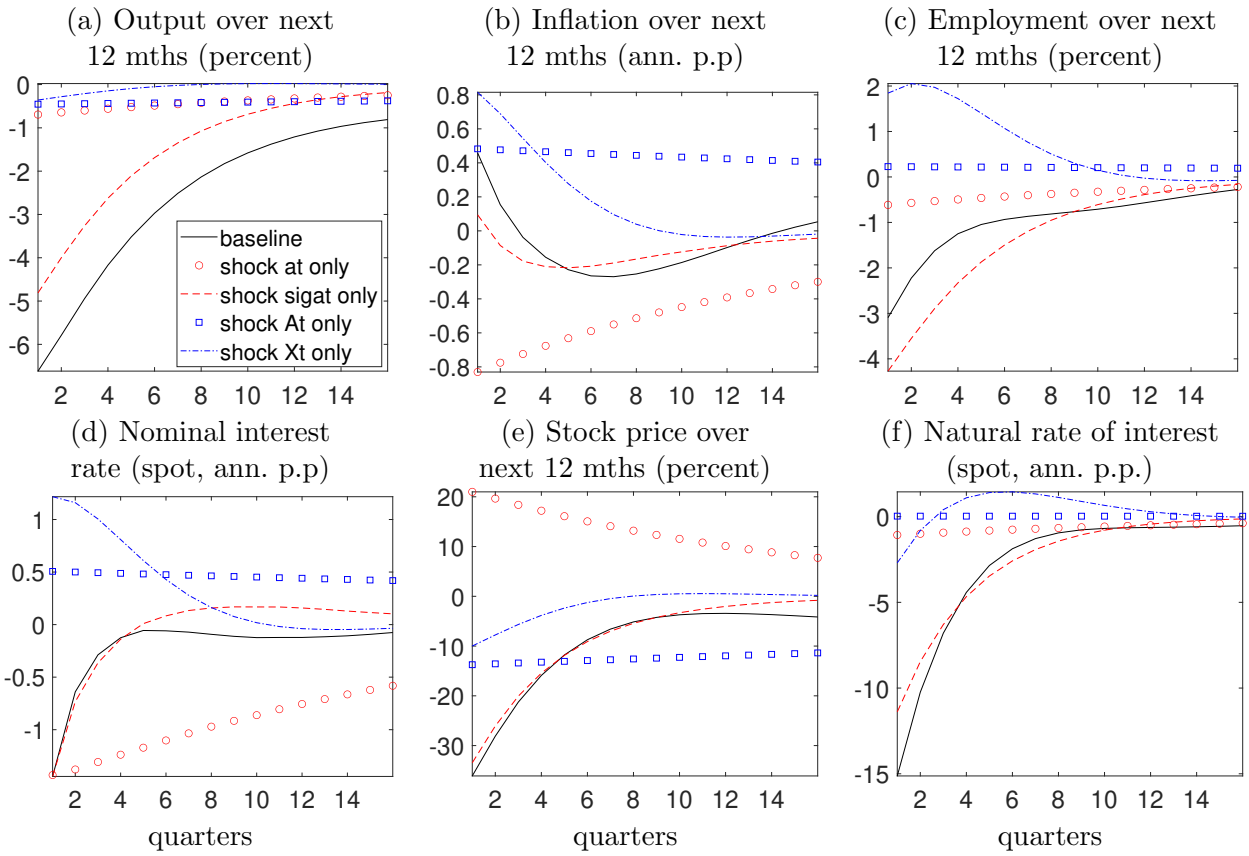 (a) Output over next
12 mths (percent)
0
-1
-2
-3
-4
-5
-6
2 4 6 8 10 12 14
baseline
shock at only
shock sigat only
shock At only
shock Xt only
(b) Inflation over next
12 mths (ann. p.p)
0.8
0.6
0.4
0.2
0
-0.2
-0.4
-0.6
-0.8
2 4 6 8 10 12 14
(c) Employment over next
12 mths (percent)
2
1
0
-1
-2
-3
-4
2 4 6 8 10 12 14
(d) Nominal interest
rate (spot, ann. p.p)
1
0.5
0
-0.5
-1
2 4 6 8 10 12 14
quarters
(e) Stock price over
next 12 mths (percent)
20
10
0
-10
-20
-30
2 4 6 8 10 12 14
quarters
(f) Natural rate of interest
(spot, ann. p.p.)
0
-5
-10
-15
2 4 6 8 10 12 14
quarters